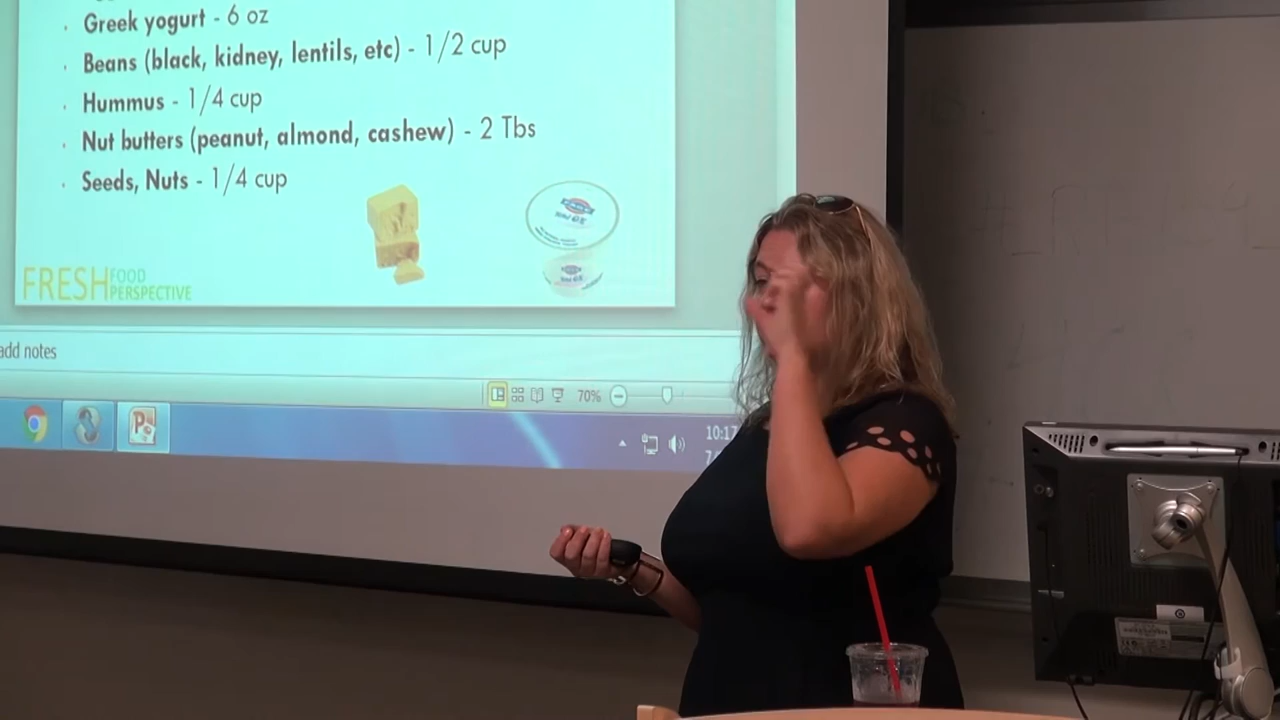 · Greek yogurt - 6 oz
· Beans (black, kidney, lentils, etc) - 1/2 cup
· Hummus - 1/4 cup
· Nut butters (peanut, almond, cashew) - 2 Tbs
· Seeds, Nuts - 1/4 cup
FRESH FOOD
PERSPECTIVE
add notes
70%
10:17